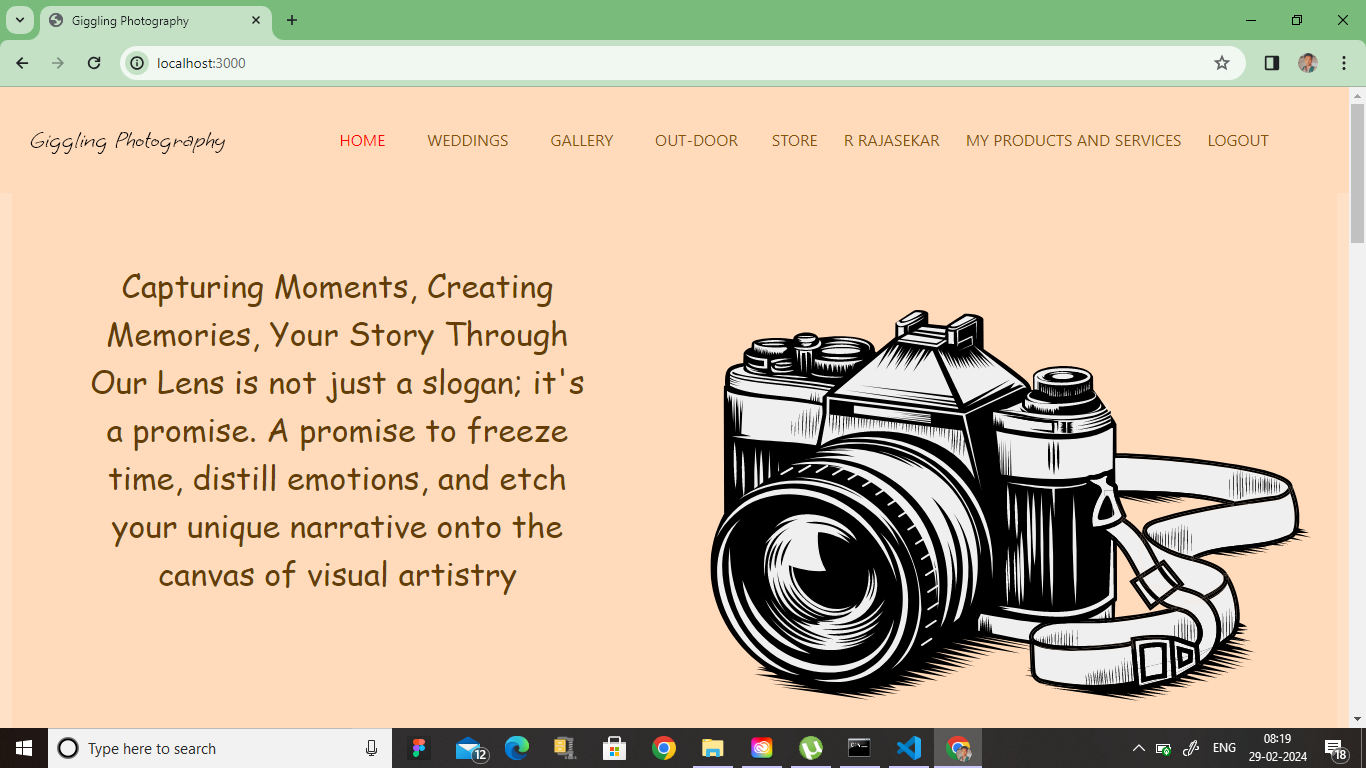 Giggling Photography
localhost:3000
Giggling Photography
HOME
WEDDINGS
GALLERY
OUT-DOOR
STORE
R RAJASEKAR
MY PRODUCTS AND SERVICES
LOGOUT
Capturing Moments, Creating
Memories, Your Story Through
Our Lens is not just a slogan; it's
a promise. A promise to freeze
time, distill emotions, and etch
your unique narrative onto the
canvas of visual artistry
Type here to search
12
ENG
08:19
29-02-2024
18